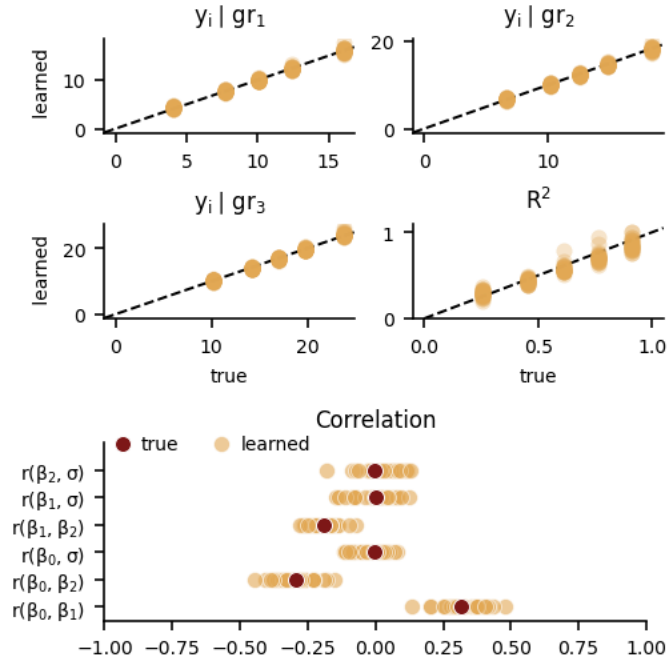 yᵢ | gr₁
yᵢ | gr₂
learned
10
0
0
5
10
15
20
0
0
10
yᵢ | gr₃
R²
learned
20
0
0
10
20
true
1
0
0.0
0.5
1.0
true
Correlation
true
learned
r(β₂, σ)
r(β₁, σ)
r(β₁, β₂)
r(β₀, σ)
r(β₀, β₂)
r(β₀, β₁)
−1.00 −0.75 −0.50 −0.25 0.00 0.25 0.50 0.75 1.00